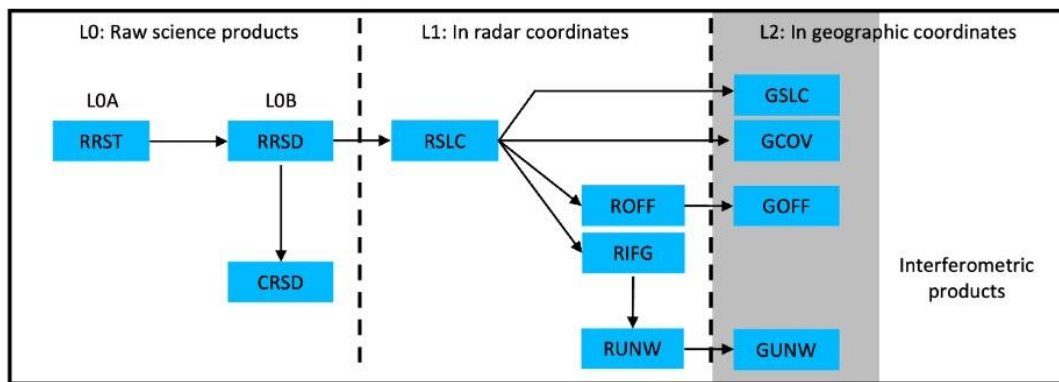 L0: Raw science products
L1: In radar coordinates
L2: In geographic coordinates
L0A
L0B
RRST
RRSD
RSLC
GSLC
GCOV
ROFF
GOFF
RIFG
CRSD
Interferometric
products
RUNW
GUNW